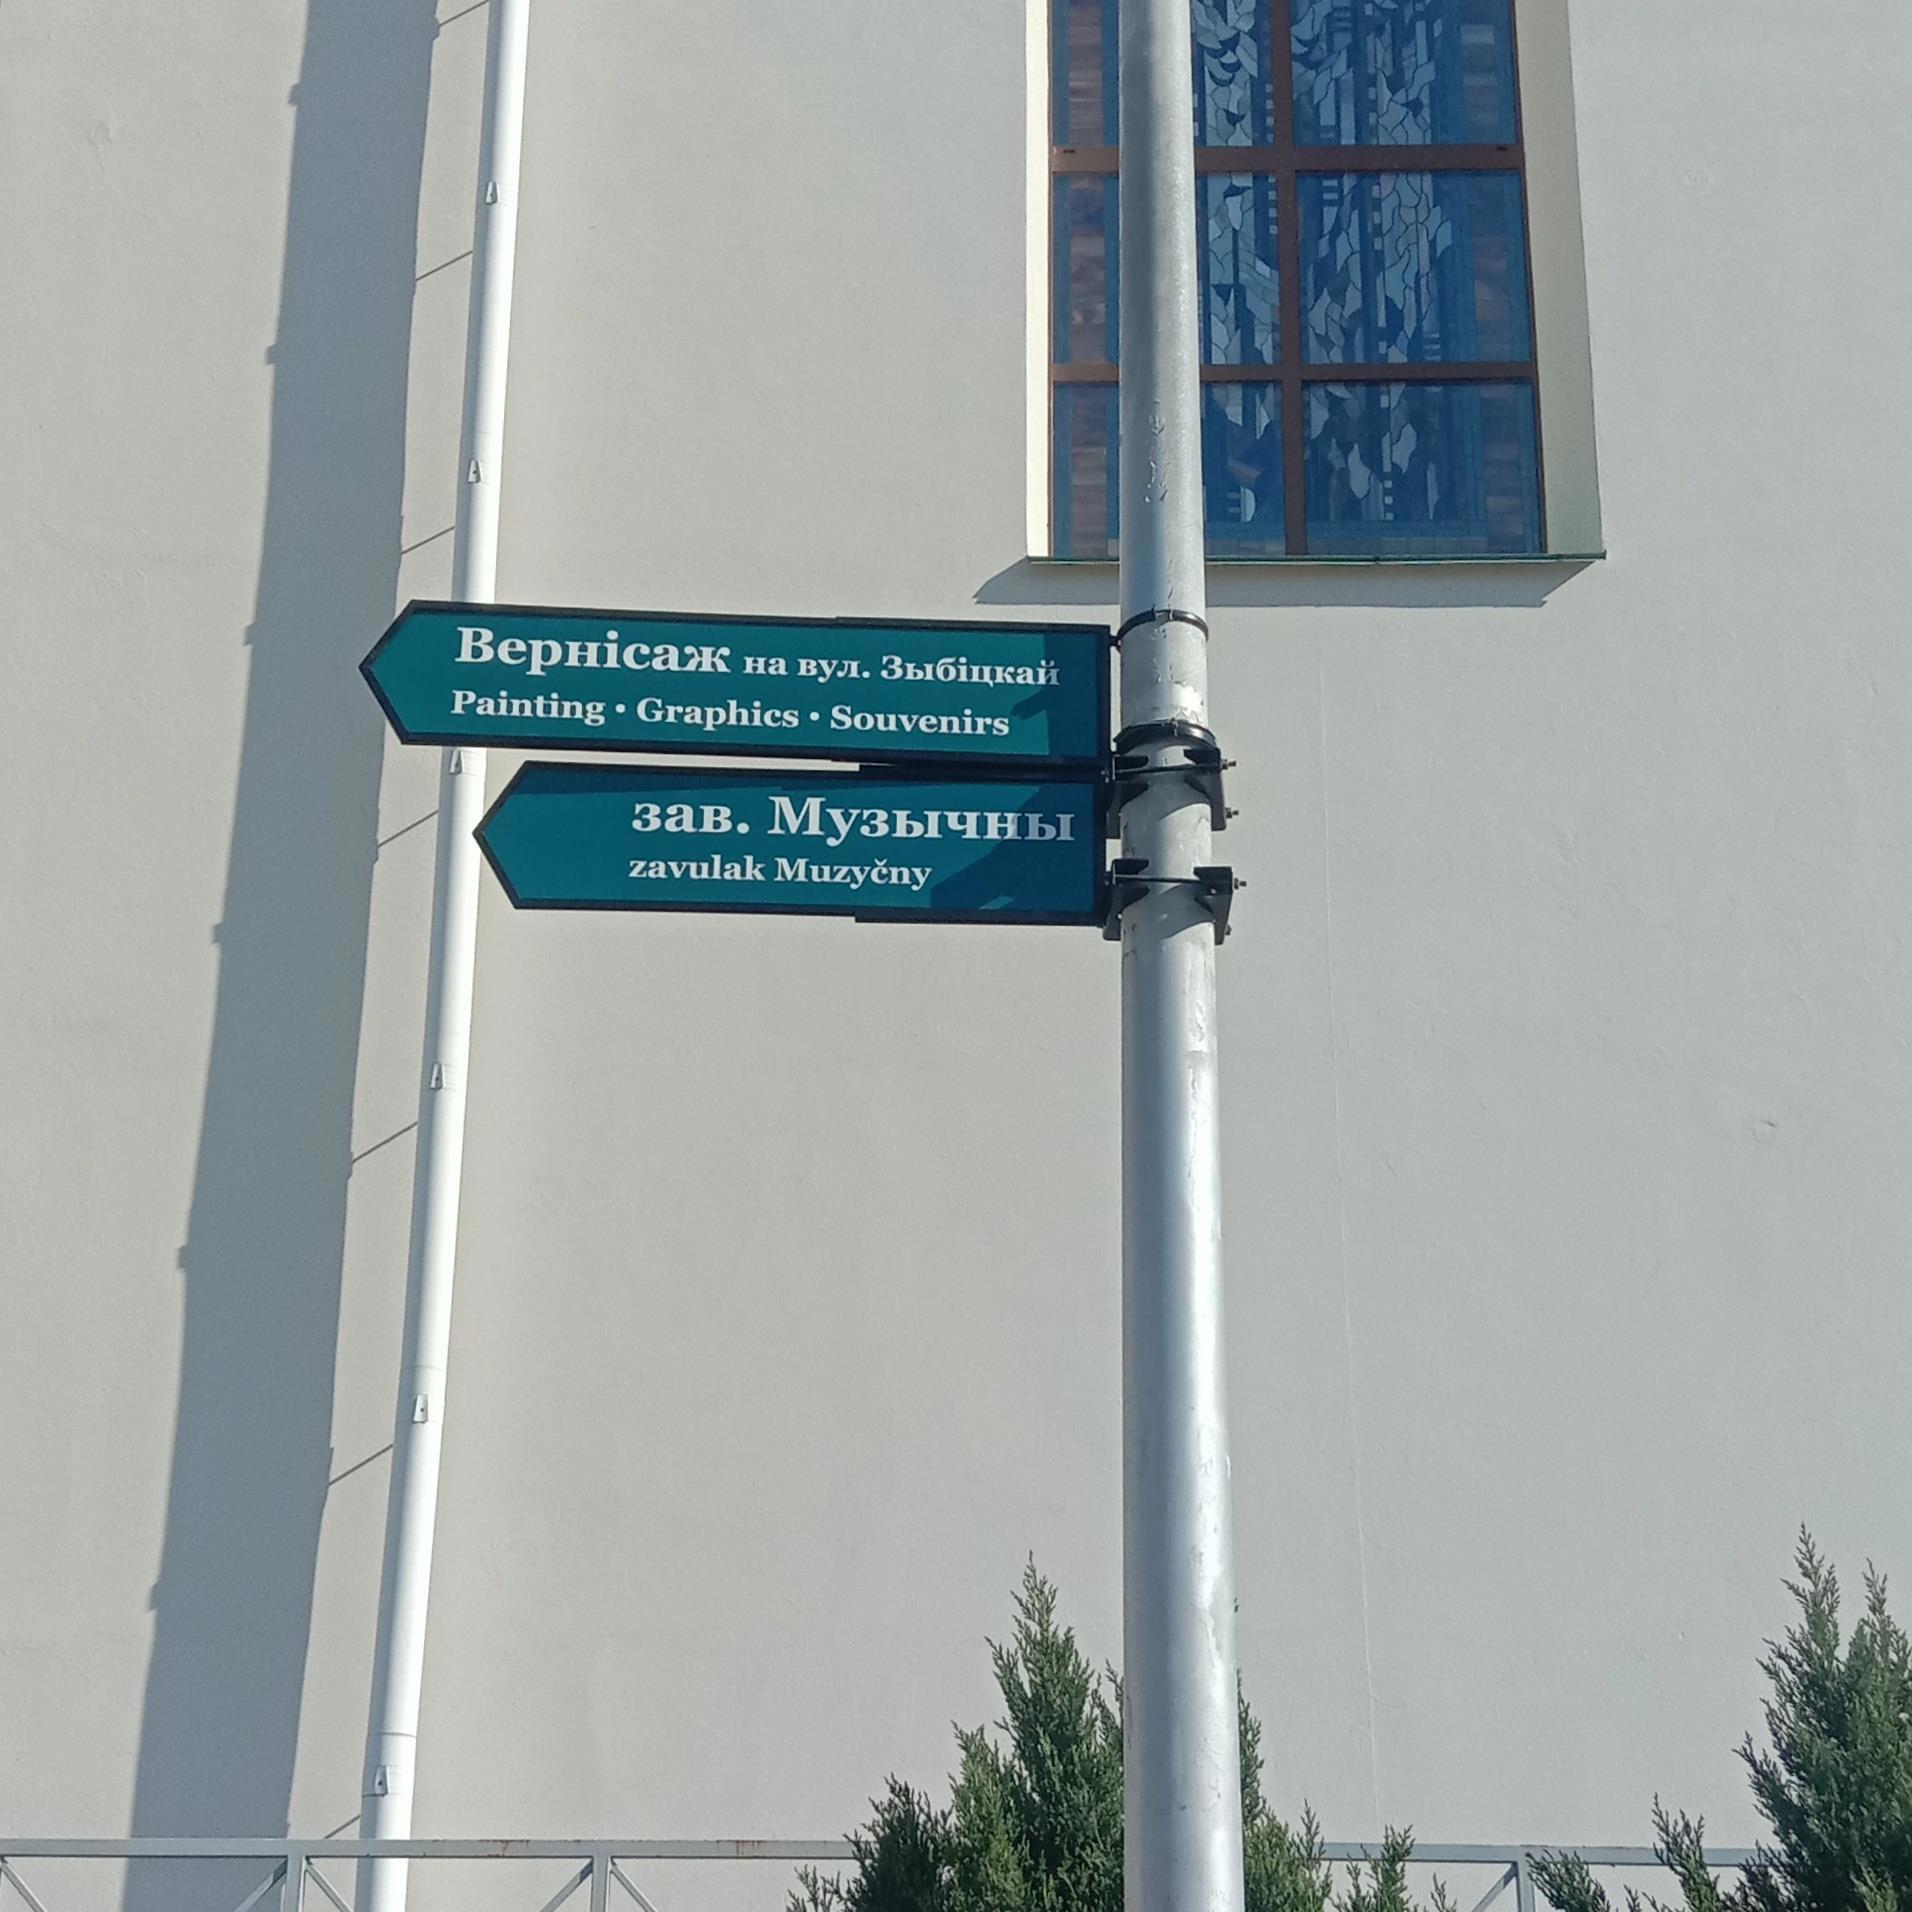 Вернісаж на вул. Зыбіцкай
Painting • Graphics • Souvenirs
зав. Музычны
zavulak Muzyčny